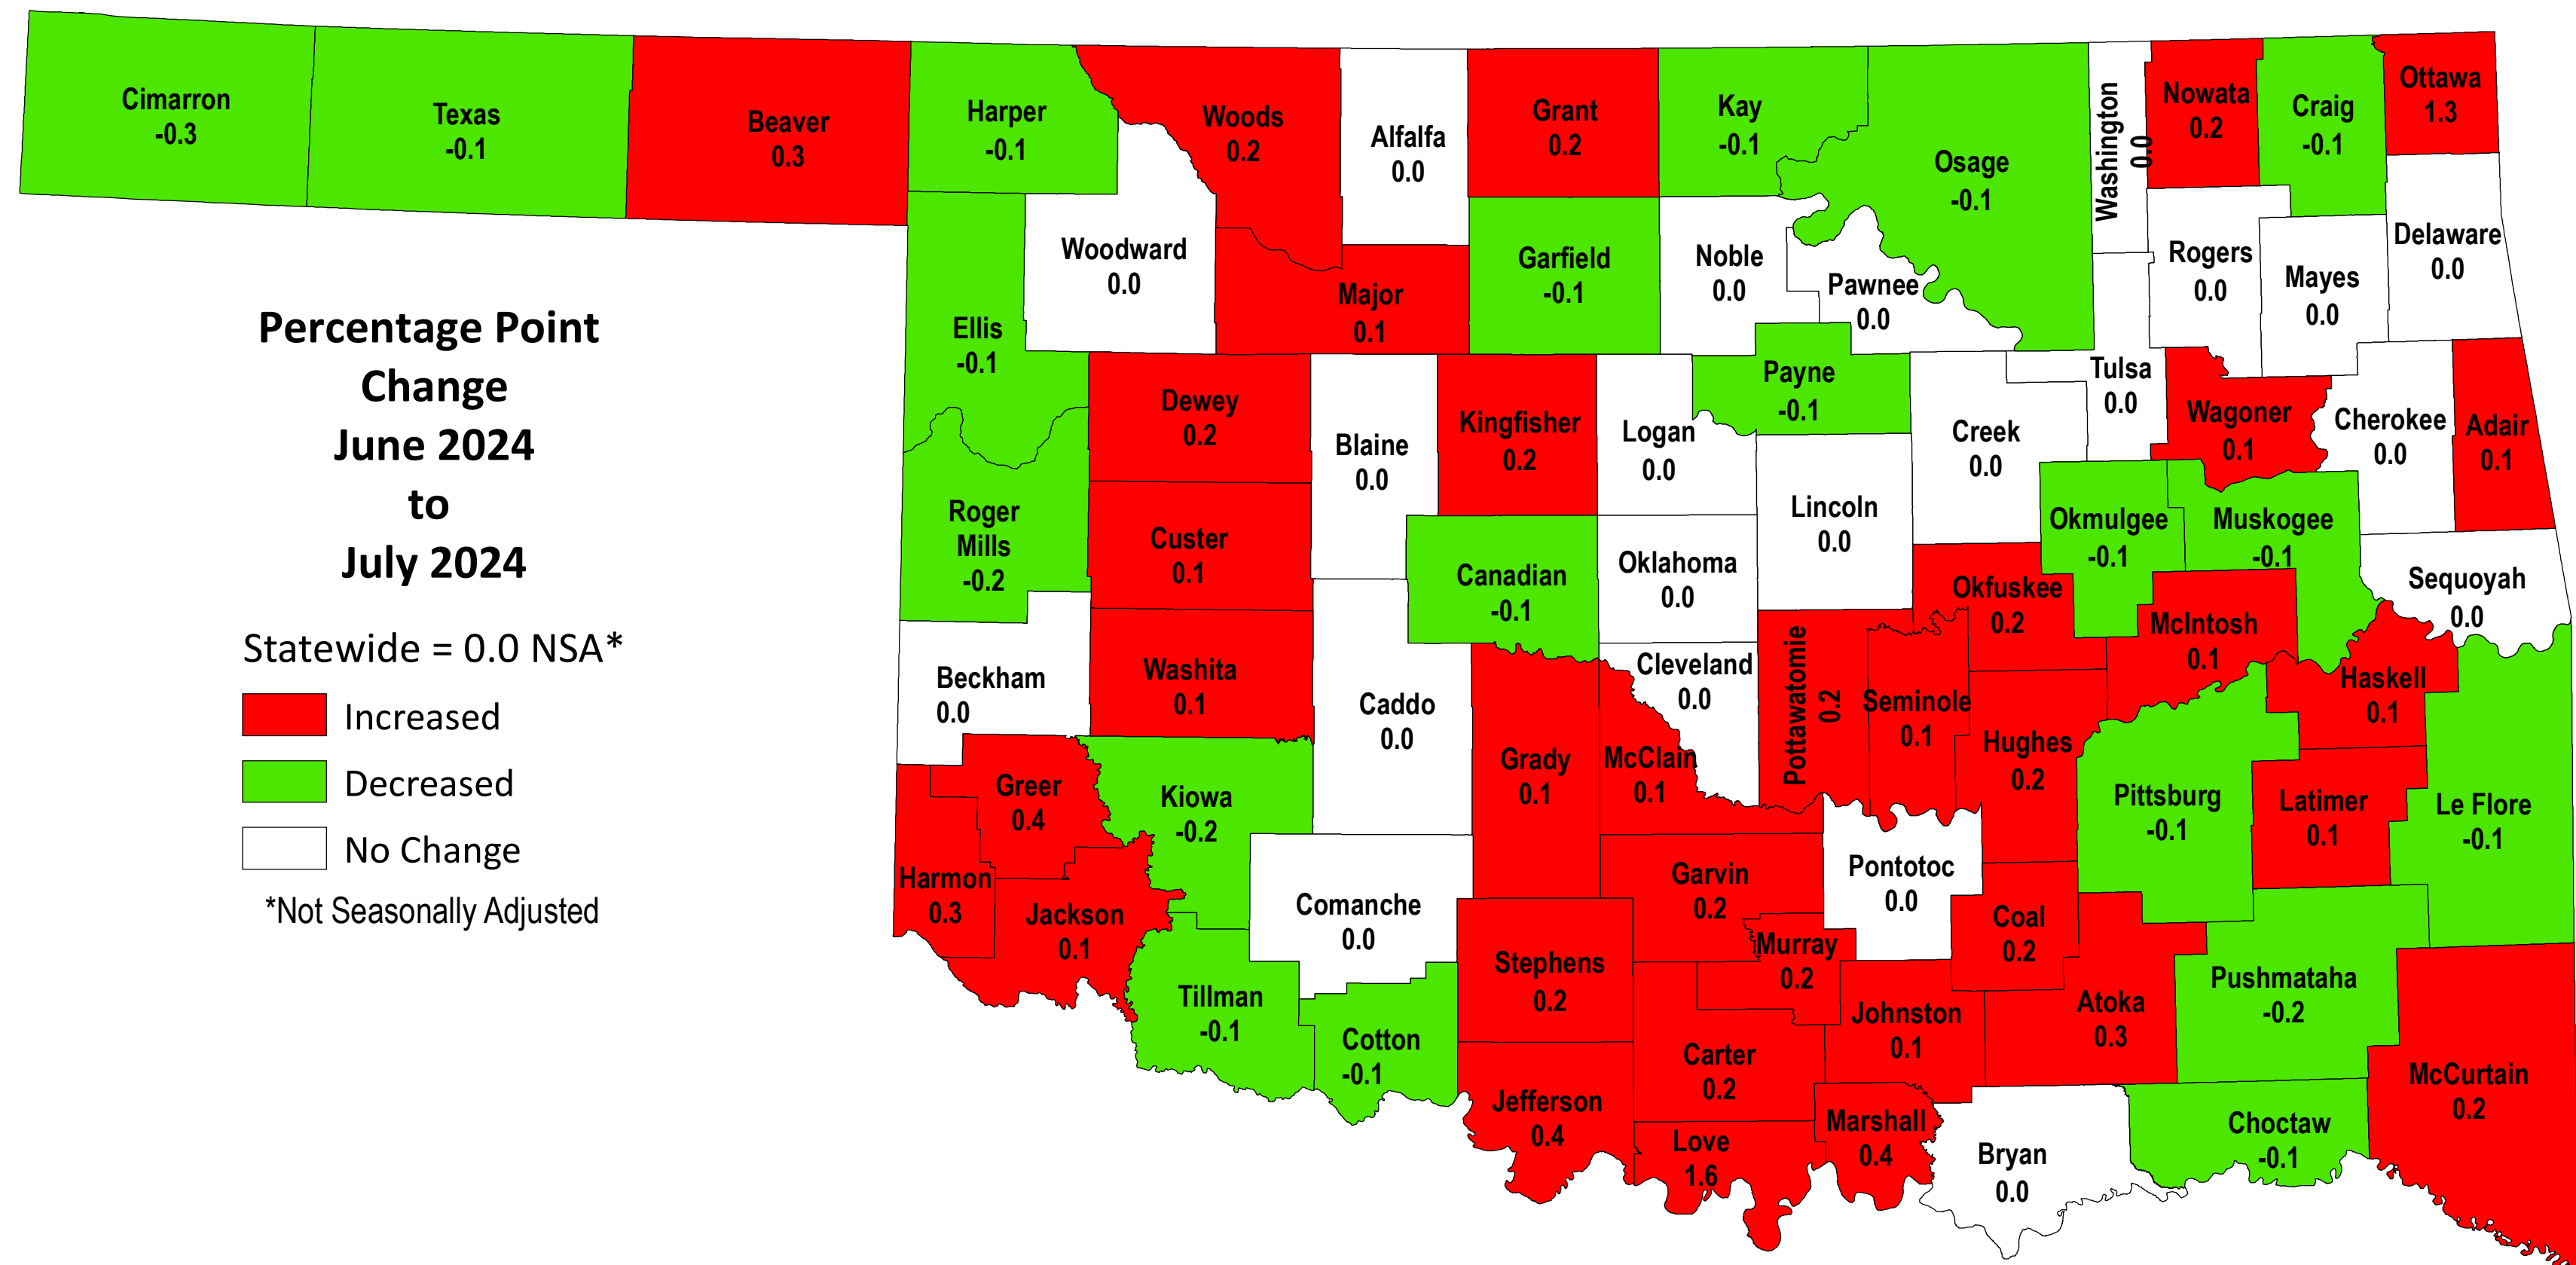 Cimarron
-0.3
Texas
-0.1
Beaver
0.3
Harper
-0.1
Woods
0.2
Alfalfa
0.0
Grant
0.2
Kay
-0.1
Osage
-0.1
Washington
0.0
Nowata
0.2
Craig
-0.1
Ottawa
1.3
Woodward
0.0
Major
0.1
Garfield
-0.1
Noble
0.0
Pawnee
0.0
Rogers
0.0
Mayes
0.0
Delaware
0.0
Percentage Point
Change
June 2024
to
July 2024
Statewide = 0.0 NSA*
Increased
Decreased
No Change
*Not Seasonally Adjusted
Ellis
-0.1
Dewey
0.2
Blaine
0.0
Kingfisher
0.2
Logan
0.0
Payne
-0.1
Creek
0.0
Tulsa
0.0
Wagoner
0.1
Cherokee
0.0
Adair
0.1
Roger
Mills
-0.2
Custer
0.1
Canadian
-0.1
Oklahoma
0.0
Lincoln
0.0
Okmulgee
-0.1
Muskogee
-0.1
Sequoyah
0.0
Okfuskee
0.2
McIntosh
0.1
Beckham
0.0
Washita
0.1
Caddo
0.0
Grady
0.1
McClain
0.1
Cleveland
0.0
Pottawatomie
0.2
Seminole
0.1
Hughes
0.2
Haskell
0.1
Pittsburg
-0.1
Latimer
0.1
Le Flore
-0.1
Greer
0.4
Kiowa
-0.2
Harmon
0.3
Jackson
0.1
Comanche
0.0
Garvin
0.2
Pontotoc
0.0
Coal
0.2
Murray
0.2
Stephens
0.2
Tillman
-0.1
Cotton
-0.1
Carter
0.2
Johnston
0.1
Atoka
0.3
Pushmataha
-0.2
McCurtain
0.2
Jefferson
0.4
Love
1.6
Marshall
0.4
Bryan
0.0
Choctaw
-0.1